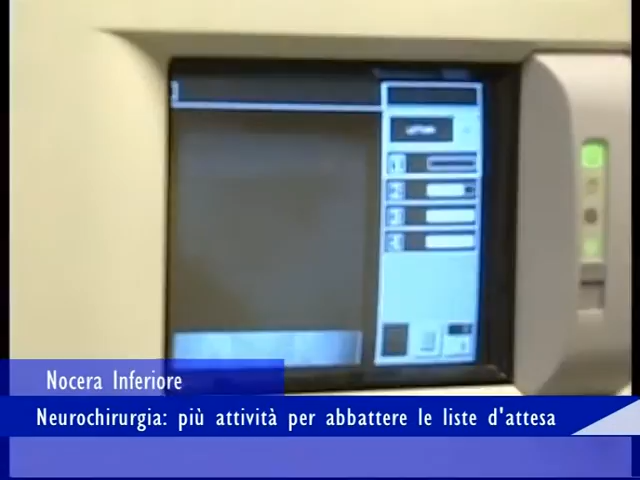 Nocera Inferiore
Neurochirurgia: più attività per abbattere le liste d'attesa